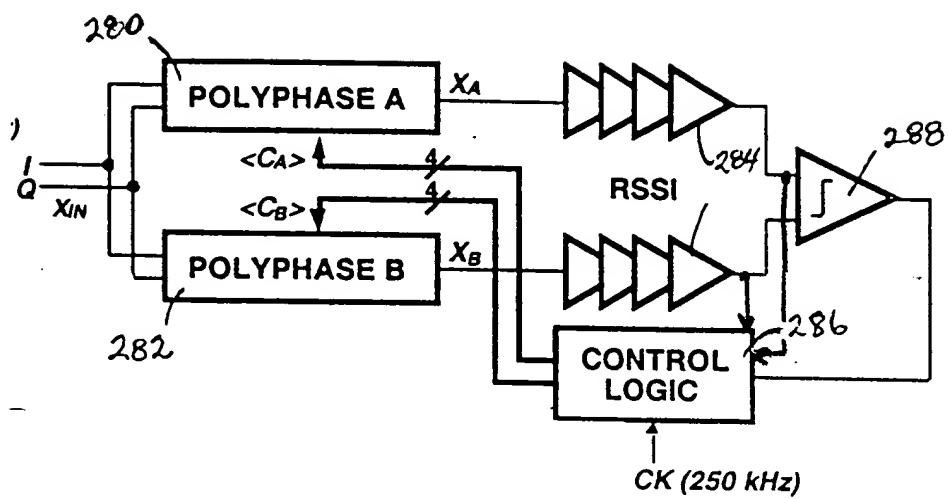 280
POLYPHASE A
XA
)
I
Q
XIN
<CA>
4
<CB>
4
RSSI
284
288
POLYPHASE B
XB
282
286
CONTROL
LOGIC
CK (250 kHz)